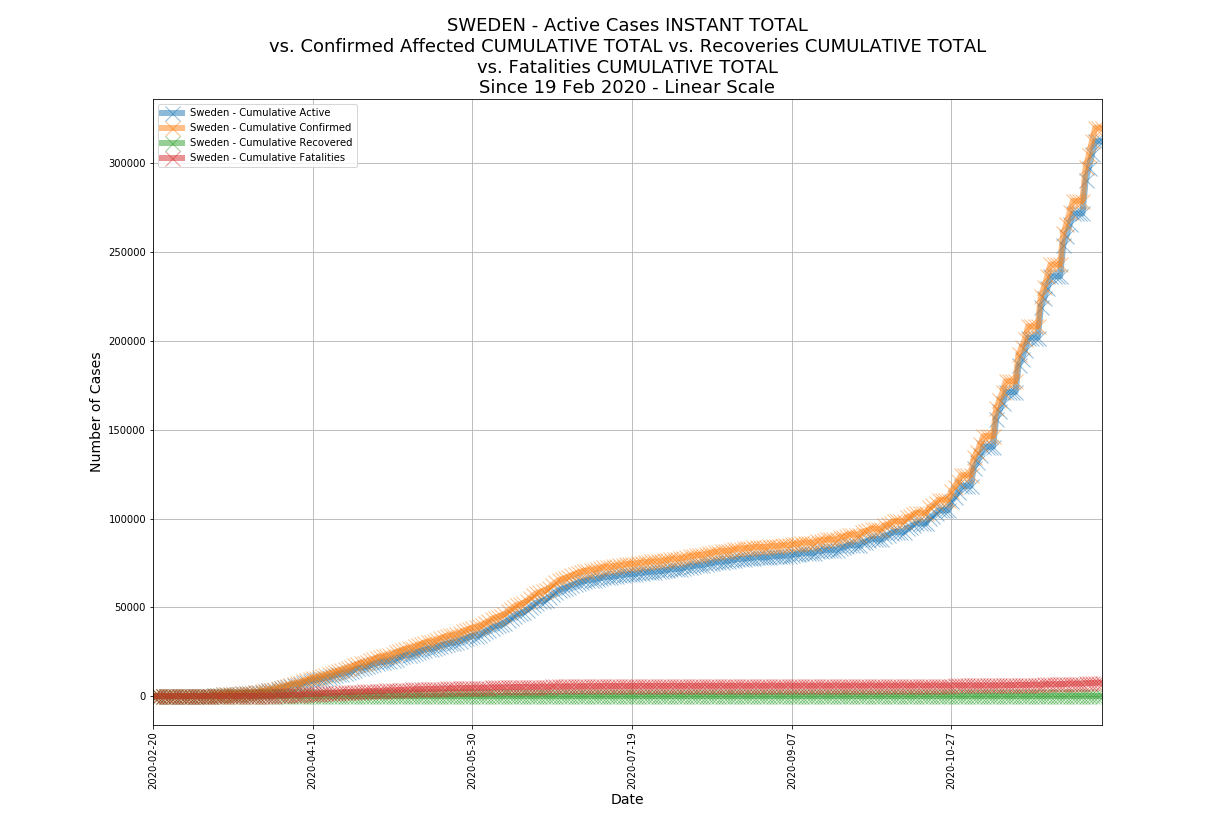 SWEDEN - Active Cases INSTANT TOTAL
vs. Confirmed Affected CUMULATIVE TOTAL vs. Recoveries CUMULATIVE TOTAL
vs. Fatalities CUMULATIVE TOTAL
Since 19 Feb 2020 - Linear Scale
Sweden - Cumulative Active
Sweden - Cumulative Confirmed
Sweden - Cumulative Recovered
Sweden - Cumulative Fatalities
Number of Cases
300000
250000
200000
150000
100000
50000
0
2020-02-20
2020-04-10
2020-05-30
2020-07-19
2020-09-07
2020-10-27
Date